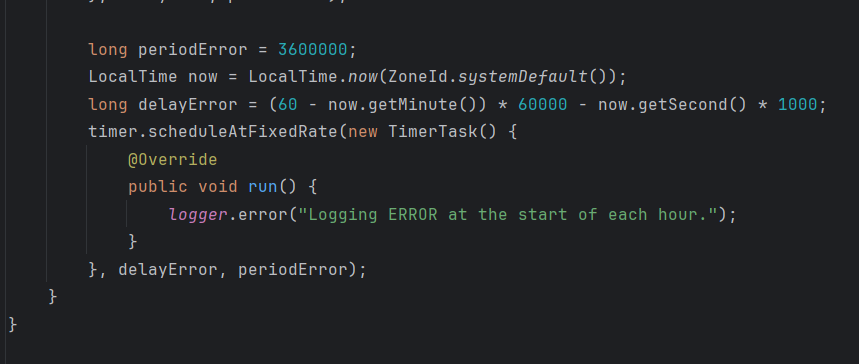 long periodError = 3600000;
LocalTime now = LocalTime.now(ZoneId.systemDefault());
long delayError = (60 - now.getMinute()) * 60000 - now.getSecond() * 1000;
timer.scheduleAtFixedRate(new TimerTask() {
@Override
public void run() {
logger.error("Logging ERROR at the start of each hour.");
}
}, delayError, periodError);
}
}